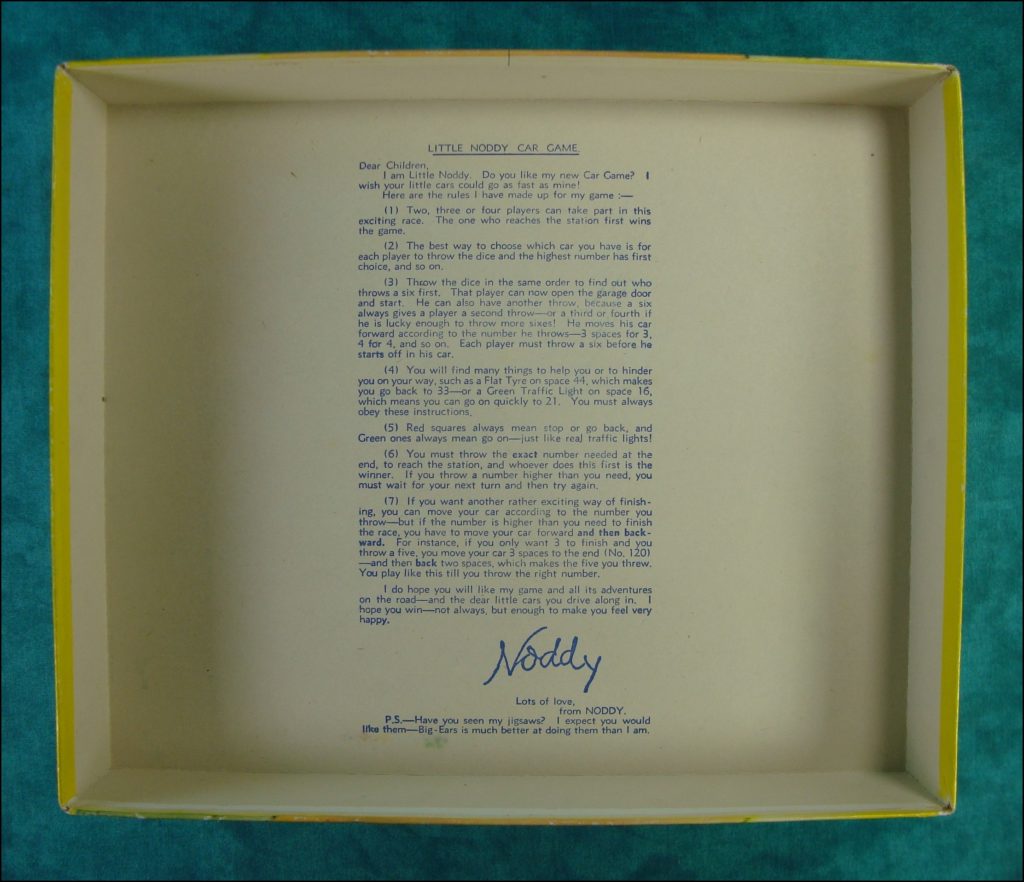 LITTLE NODDY CAR GAME.
Dear Children,
I am Little Noddy. Do you like my new Car Game? I
wish your little cars could go as fast as mine!
Here are the rules I have made up for my game :—
(1) Two, three or four players can take part in this
exciting race. The one who reaches the station first wins
the game.
(2) The best way to choose which car you have is for
each player to throw the dice and the highest number has first
choice, and so on.
(3) Throw the dice in the same order to find out who
throws a six first. That player can now open the garage door
and start. He can also have another throw, because a six
always gives a player a second throw—or a third or fourth if
he is lucky enough to throw more sixes! He moves his car
forward according to the number he throws—3 spaces for 3,
4 for 4, and so on. Each player must throw a six before he
starts off in his car.
(4) You will find many things to help you or to hinder
you on your way, such as a Flat Tyre on space 44, which makes
you go back to 33—or a Green Traffic Light on space 16,
which means you can go on quickly to 21. You must always
obey these instructions.
(5) Red squares always mean stop or go back, and
Green ones always mean go on—just like real traffic lights!
(6) You must throw the exact number needed at the
end, to reach the station, and whoever does this first is the
winner. If you throw a number higher than you need, you
must wait for your next turn and then try again.
(7) If you want another rather exciting way of finish-
ing, you can move your car according to the number you
throw—but if the number is higher than you need to finish
the race, you have to move your car forward and then back-
ward. For instance, if you only want 3 to finish and you
throw a five, you move your car 3 spaces to the end (No. 120)
—and then back two spaces, which makes the five you threw.
You play like this till you throw the right number.
I do hope you will like my game and all its adventures
on the road—and the dear little cars you drive along in. I
hope you win—not always, but enough to make you feel very
happy.
Noddy
Lots of love,
from NODDY.
P.S.—Have you seen my jigsaws? I expect you would
like them—Big-Ears is much better at doing them than I am.